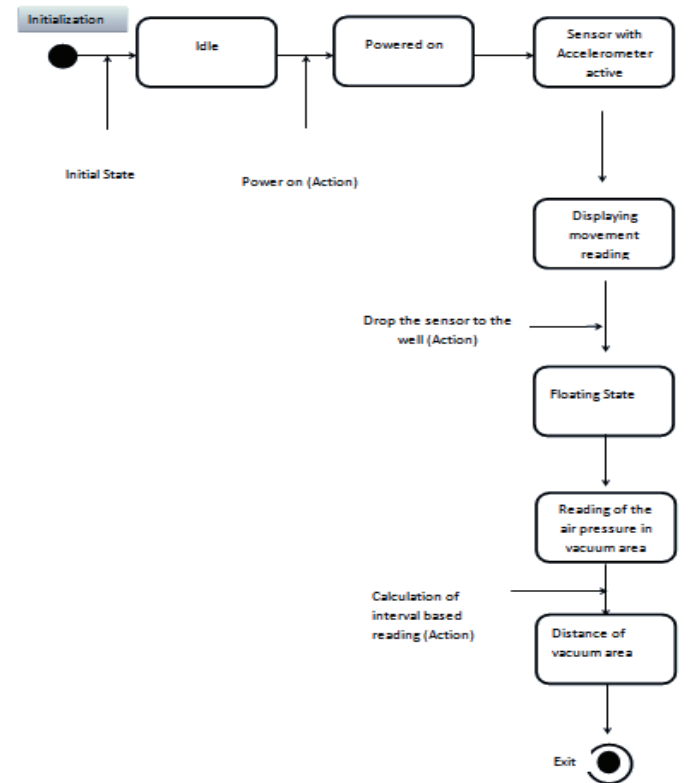 Initialization
Idle
Powered on
Sensor with
Accelerometer
active
Initial State
Power on (Action)
Displaying
movement
reading
Drop the sensor to the
well (Action)
Floating State
Reading of the
air pressure in
vacuum area
Calculation of
interval based
reading (Action)
Distance of
vacuum area
Exit